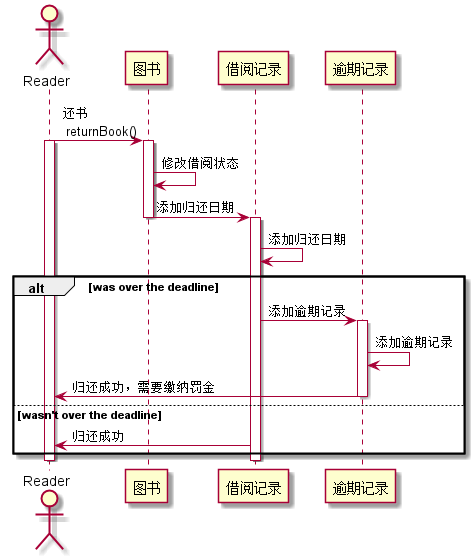 Reader
图书
借阅记录
逾期记录
还书
returnBook()
修改借阅状态
添加归还日期
添加归还日期
alt
[was over the deadline]
添加逾期记录
添加逾期记录
归还成功，需要缴纳罚金
[wasn't over the deadline]
归还成功
Reader
图书
借阅记录
逾期记录